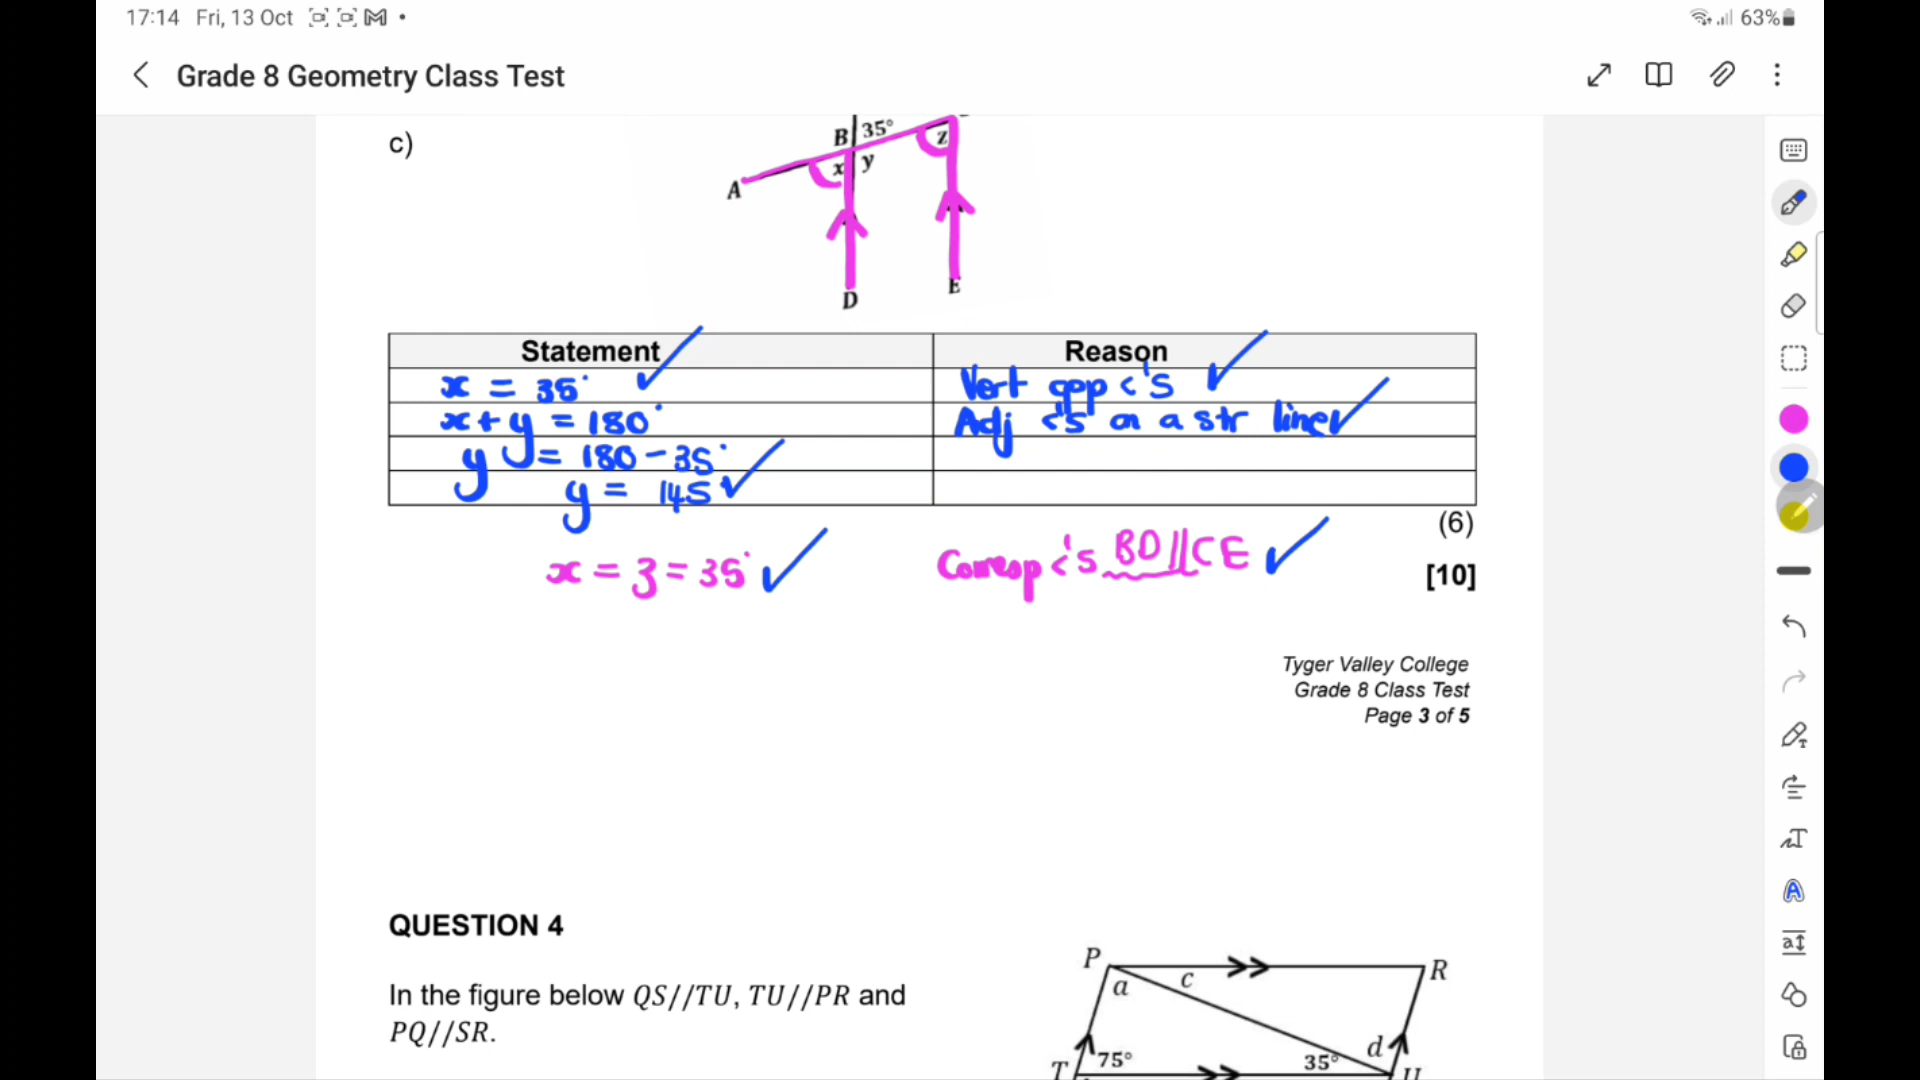 17:14 Fri, 13 Oct
63%
Grade 8 Geometry Class Test
c)
B 35°
z
x y
A
D
E
Statement Reason
x = 35° Vert opp <'s
x + y = 180° Adj <'s on a str line
y = 180 - 35°
y = 145
(6)
x = z = 35° Corresp <'s BD//CE
[10]
Tyger Valley College
Grade 8 Class Test
Page 3 of 5
QUESTION 4
In the figure below QS//TU, TU//PR and
PQ//SR.
P R
a c
d
75° 35°
T U